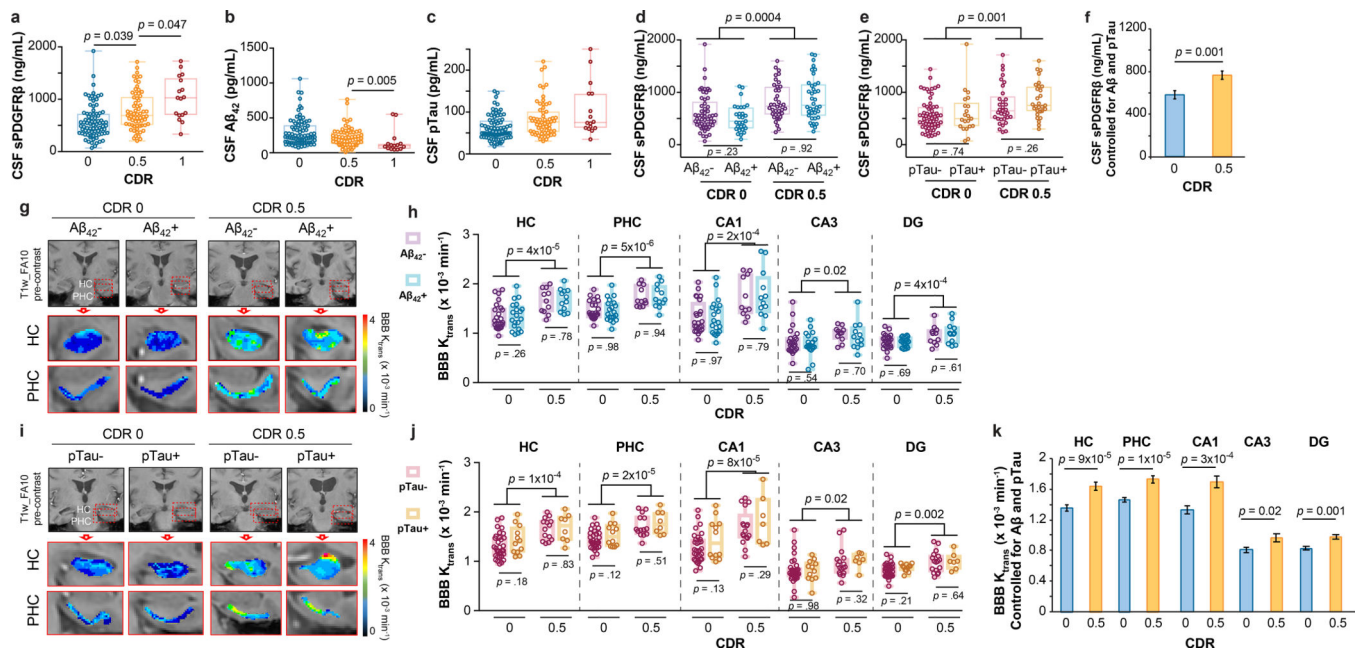 a
CSF sPDGFRβ (ng/mL)
2000
1000
0
p = 0.039
p = 0.047
0 0.5 1
CDR
b
CSF Aβ42 (pg/mL)
1500
1000
500
0
p = 0.005
0 0.5 1
CDR
c
CSF pTau (pg/mL)
200
150
100
50
0
0 0.5 1
CDR
d
CSF sPDGFRβ (ng/mL)
2000
1500
1000
500
0
p = 0.0004
p = .23
p = .92
Aβ42- Aβ42+ Aβ42- Aβ42+
CDR 0 CDR 0.5
e
CSF sPDGFRβ (ng/mL)
2000
1500
1000
500
0
p = 0.001
p = .74
p = .26
pTau- pTau+ pTau- pTau+
CDR 0 CDR 0.5
f
CSF sPDGFRβ (ng/mL)
Controlled for Aβ and pTau
1200
800
400
0
p = 0.001
0 0.5
CDR
g
CDR 0 CDR 0.5
Aβ42- Aβ42+ Aβ42- Aβ42+
T1w_FA10
pre-contrast
HC
PHC
HC
PHC
BBB Ktrans (x 10-3 min-1)
4
0
h
Aβ42-
Aβ42+
BBB Ktrans (x 10-3 min-1)
3
2
1
0
HC PHC CA1 CA3 DG
p = 4x10-5
p = 5x10-6
p = 2x10-4
p = 0.02
p = 4x10-4
p = .26
p = .78
p = .98
p = .94
p = .97
p = .79
p = .54
p = .70
p = .69
p = .61
0 0.5 0 0.5 0 0.5 0 0.5 0 0.5
CDR
i
CDR 0 CDR 0.5
pTau- pTau+ pTau- pTau+
T1w_FA10
pre-contrast
HC
PHC
HC
PHC
BBB Ktrans (x 10-3 min-1)
4
0
j
pTau-
pTau+
BBB Ktrans (x 10-3 min-1)
3
2
1
0
HC PHC CA1 CA3 DG
p = 1x10-4
p = 2x10-5
p = 8x10-5
p = 0.02
p = 0.002
p = .18
p = .83
p = .12
p = .51
p = .13
p = .29
p = .98
p = .32
p = .21
p = .64
0 0.5 0 0.5 0 0.5 0 0.5 0 0.5
CDR
k
BBB Ktrans (x 10-3 min-1)
Controlled for Aβ and pTau
2
1.6
1.2
0.8
0.4
0
HC PHC CA1 CA3 DG
p = 9x10-5
p = 1x10-5
p = 3x10-4
p = 0.02
p = 0.001
0 0.5 0 0.5 0 0.5 0 0.5 0 0.5
CDR